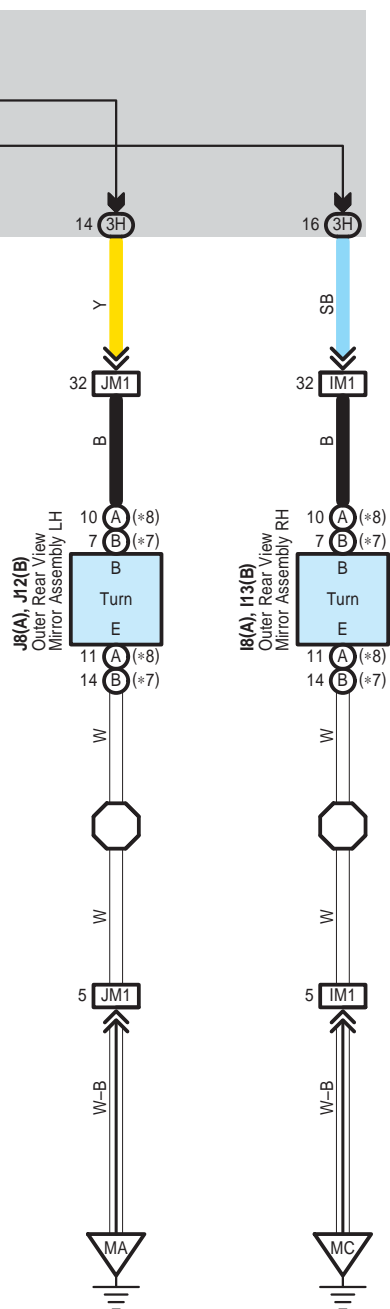 14 3H
16 3H
Y
SB
32 JM1
32 IM1
B
B
10 A (*8)
7 B (*7)
10 A (*8)
7 B (*7)
J8(A), J12(B)
Outer Rear View
Mirror Assembly LH
B
Turn
E
I8(A), I13(B)
Outer Rear View
Mirror Assembly RH
B
Turn
E
11 A (*8)
14 B (*7)
11 A (*8)
14 B (*7)
W
W
W
W
5 JM1
5 IM1
W–B
W–B
MA
MC